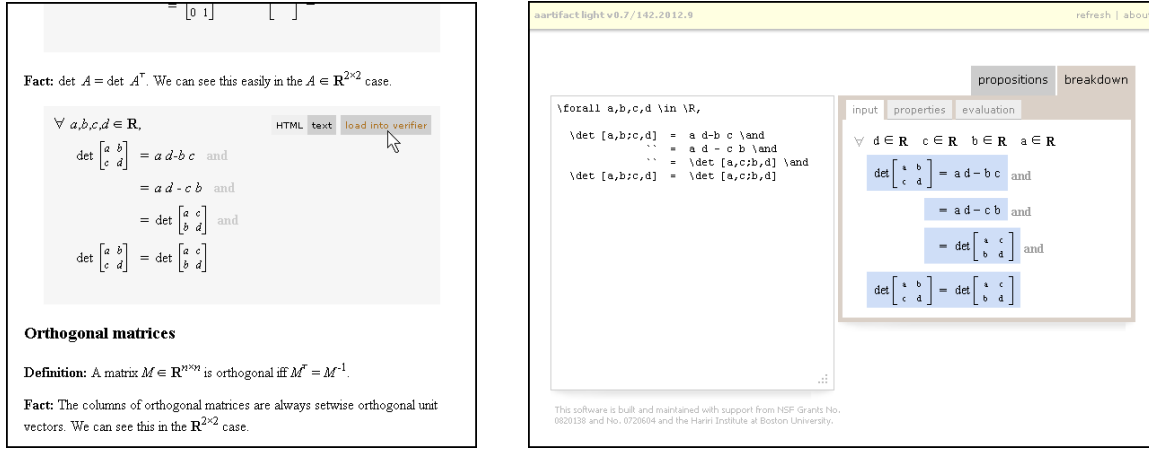 = [0 1] [ ] =
Fact: det A = det Aᵀ. We can see this easily in the A ∈ R²ˣ² case.
∀ a,b,c,d ∈ R,
HTML text load into verifier
det [a b; c d] = a d-b c and
= a d - c b and
= det [a c; b d] and
det [a b; c d] = det [a c; b d]
Orthogonal matrices
Definition: A matrix M ∈ Rⁿˣⁿ is orthogonal iff Mᵀ = M⁻¹.
Fact: The columns of orthogonal matrices are always setwise orthogonal unit
vectors. We can see this in the R²ˣ² case.
aartifact light v0.7/142.2012.9
refresh | about
propositions breakdown
\forall a,b,c,d \in \R,
\det [a,b;c,d] = a d-b c \and
`` = a d - c b \and
`` = \det [a,c;b,d] \and
\det [a,b;c,d] = \det [a,c;b,d]
input properties evaluation
∀ d ∈ R c ∈ R b ∈ R a ∈ R
det [a b; c d] = a d − b c and
= a d − c b and
= det [a c; b d] and
det [a b; c d] = det [a c; b d]
This software is built and maintained with support from NSF Grants No.
0820138 and No. 0720604 and the Hariri Institute at Boston University.